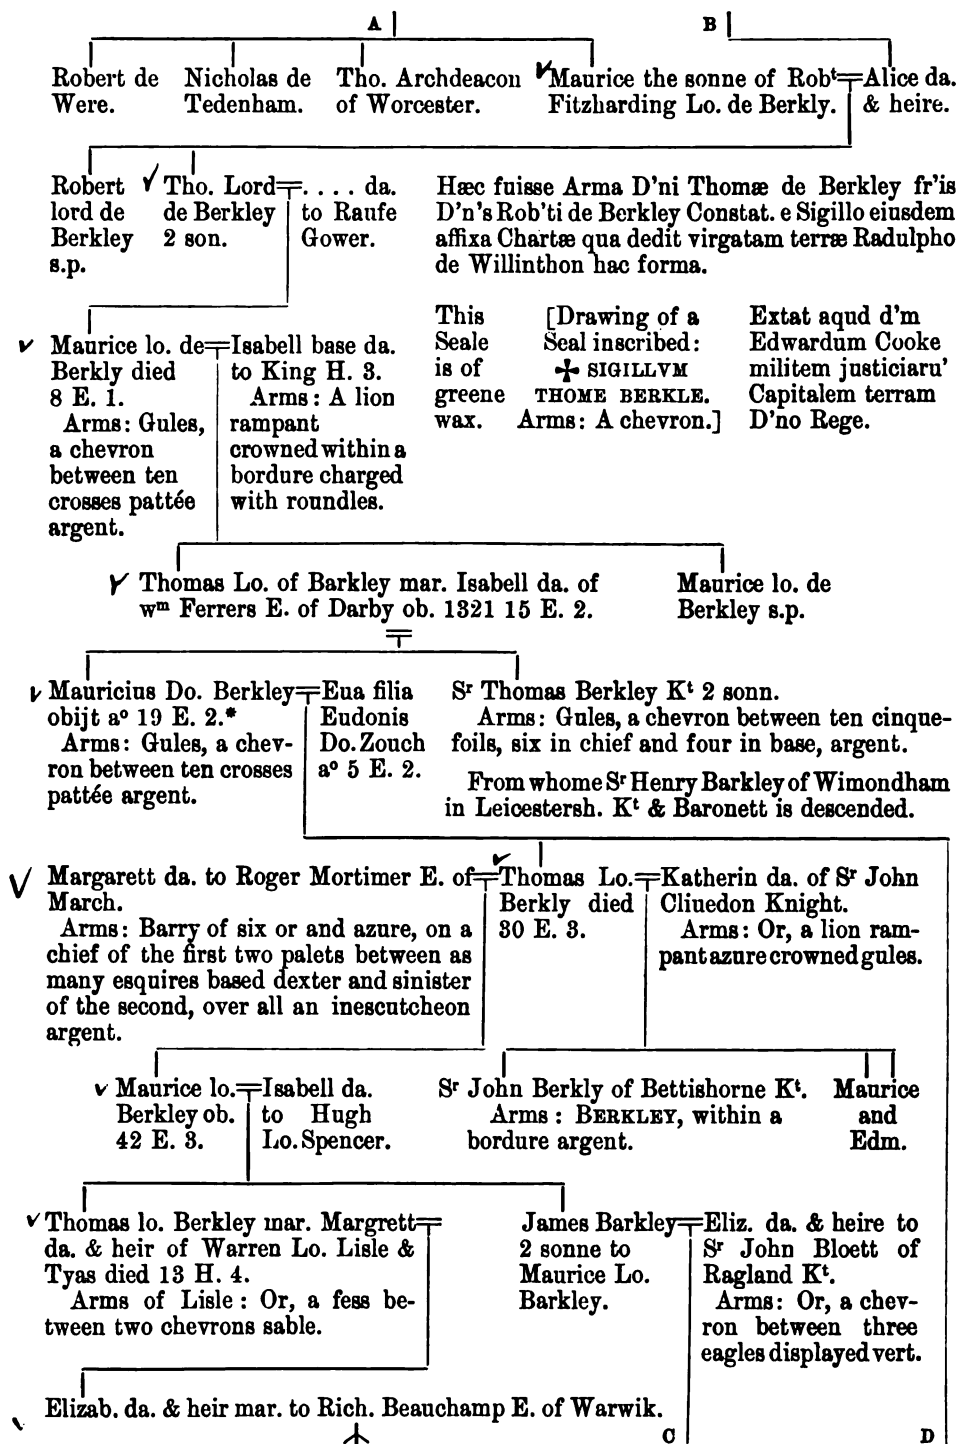 A B
Robert de Were.
Nicholas de Tedenham.
Tho. Archdeacon of Worcester.
Maurice the sonne of Robᵗ
Fitzharding Lo. de Berkly.
Alice da.
& heire.
Robert
lord de
Berkley
s.p.
Tho. Lord
de Berkley
2 son.
. . . . da.
to Raufe
Gower.
Hæc fuisse Arma D'ni Thomæ de Berkley fr'is
D'n's Rob'ti de Berkley Constat. e Sigillo eiusdem
affixa Chartæ qua dedit virgatam terræ Radulpho
de Willinthon hac forma.
This
Seale
is of
greene
wax.
[Drawing of a
Seal inscribed:
✠ SIGILLVM
THOME BERKLE.
Arms: A chevron.]
Extat aqud d'm
Edwardum Cooke
militem justiciaru'
Capitalem terram
D'no Rege.
Maurice lo. de
Berkly died
8 E. 1.
Arms: Gules,
a chevron
between ten
crosses pattée
argent.
Isabell base da.
to King H. 3.
Arms: A lion
rampant
crowned within a
bordure charged
with roundles.
Thomas Lo. of Barkley mar. Isabell da. of
wᵐ Ferrers E. of Darby ob. 1321 15 E. 2.
Maurice lo. de
Berkley s.p.
Mauricius Do. Berkley
obijt aᵒ 19 E. 2.*
Arms: Gules, a chev-
ron between ten crosses
pattée argent.
Eua filia
Eudonis
Do. Zouch
aᵒ 5 E. 2.
Sʳ Thomas Berkley Kᵗ 2 sonn.
Arms: Gules, a chevron between ten cinque-
foils, six in chief and four in base, argent.
From whome Sʳ Henry Barkley of Wimondham
in Leicestersh. Kᵗ & Baronett is descended.
Margarett da. to Roger Mortimer E. of
March.
Arms: Barry of six or and azure, on a
chief of the first two palets between as
many esquires based dexter and sinister
of the second, over all an inescutcheon
argent.
Thomas Lo.
Berkly died
30 E. 3.
Katherin da. of Sʳ John
Cliuedon Knight.
Arms: Or, a lion ram-
pant azure crowned gules.
Maurice lo.
Berkley ob.
42 E. 3.
Isabell da.
to Hugh
Lo. Spencer.
Sʳ John Berkly of Bettishorne Kᵗ.
Arms: BERKLEY, within a
bordure argent.
Maurice
and
Edm.
Thomas lo. Berkley mar. Margrett
da. & heir of Warren Lo. Lisle &
Tyas died 13 H. 4.
Arms of Lisle: Or, a fess be-
tween two chevrons sable.
James Barkley
2 sonne to
Maurice Lo.
Barkley.
Eliz. da. & heire to
Sʳ John Bloett of
Ragland Kᵗ.
Arms: Or, a chev-
ron between three
eagles displayed vert.
Elizab. da. & heir mar. to Rich. Beauchamp E. of Warwik.
C D